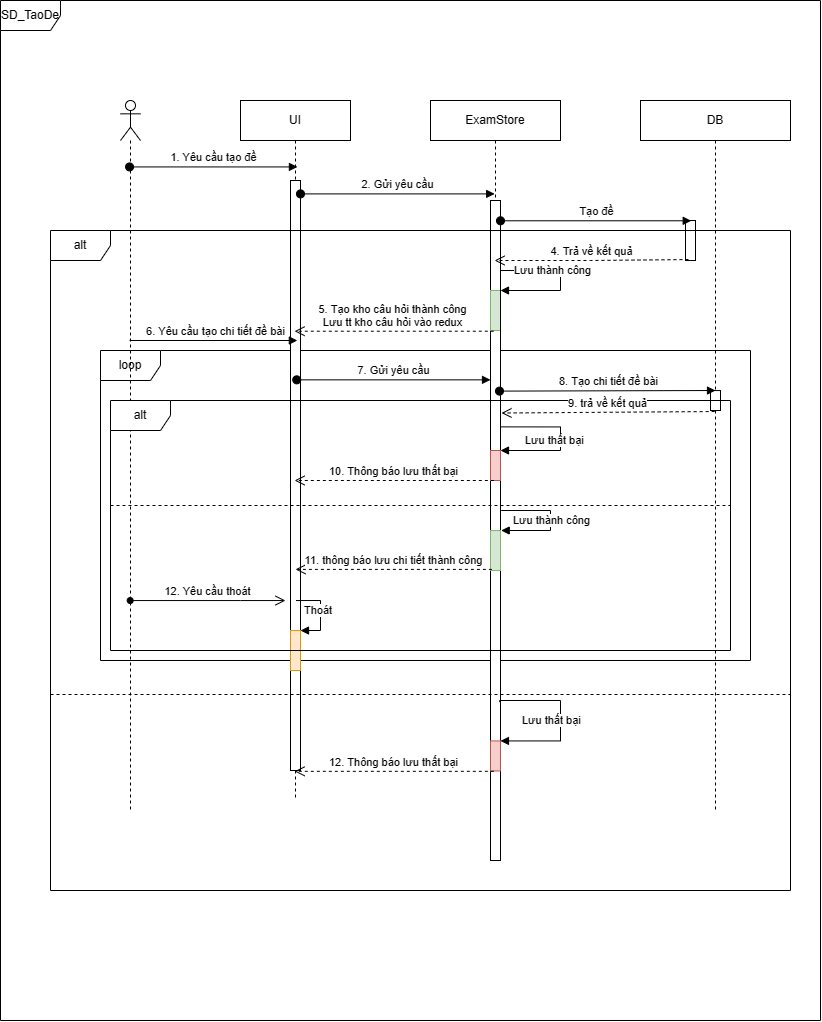 SD_TaoDe
UI
ExamStore
DB
1. Yêu cầu tạo đề
2. Gửi yêu cầu
Tạo đề
alt
4. Trả về kết quả
Lưu thành công
5. Tạo kho câu hỏi thành công
Lưu tt kho câu hỏi vào redux
6. Yêu cầu tạo chi tiết đề bài
loop
7. Gửi yêu cầu
8. Tạo chi tiết đề bài
9. trả về kết quả
alt
Lưu thất bại
10. Thông báo lưu thất bại
Lưu thành công
11. thông báo lưu chi tiết thành công
12. Yêu cầu thoát
Thoát
Lưu thất bại
12. Thông báo lưu thất bại